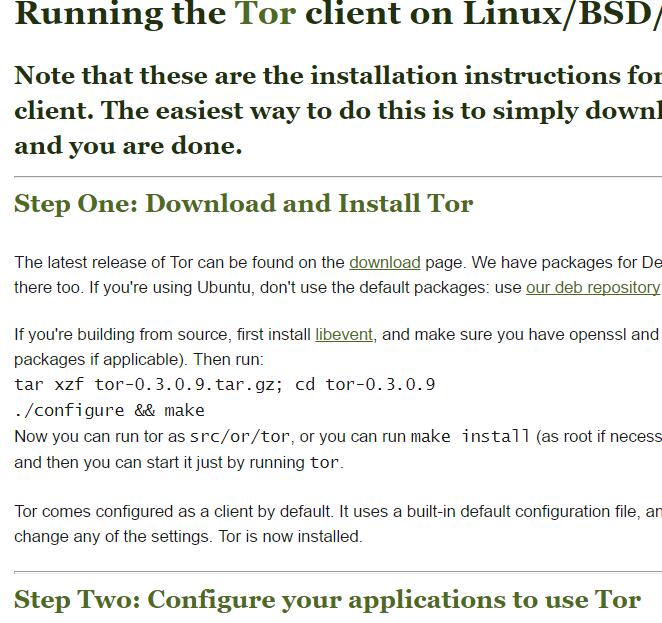 Running the Tor client on Linux/BSD/
Note that these are the installation instructions for
client. The easiest way to do this is to simply downl
and you are done.
Step One: Download and Install Tor
The latest release of Tor can be found on the download page. We have packages for De
there too. If you're using Ubuntu, don't use the default packages: use our deb repository
If you're building from source, first install libevent, and make sure you have openssl and
packages if applicable). Then run:
tar xzf tor-0.3.0.9.tar.gz; cd tor-0.3.0.9
./configure && make
Now you can run tor as src/or/tor, or you can run make install (as root if necess
and then you can start it just by running tor.
Tor comes configured as a client by default. It uses a built-in default configuration file, an
change any of the settings. Tor is now installed.
Step Two: Configure your applications to use Tor